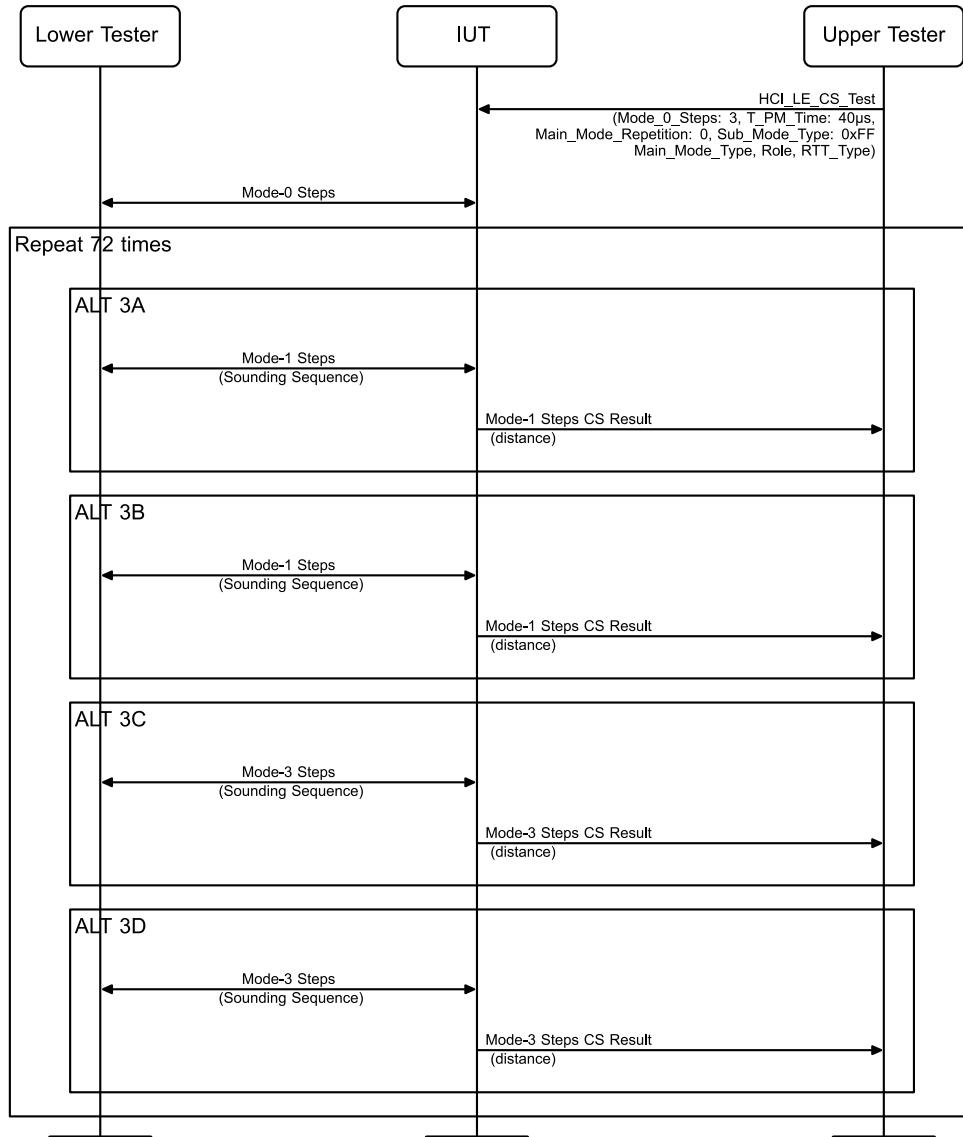 Lower Tester
IUT
Upper Tester
HCI_LE_CS_Test
(Mode_0_Steps: 3, T_PM_Time: 40µs,
Main_Mode_Repetition: 0, Sub_Mode_Type: 0xFF
Main_Mode_Type, Role, RTT_Type)
Mode-0 Steps
Repeat 72 times
ALT 3A
Mode-1 Steps
(Sounding Sequence)
Mode-1 Steps CS Result
(distance)
ALT 3B
Mode-1 Steps
(Sounding Sequence)
Mode-1 Steps CS Result
(distance)
ALT 3C
Mode-3 Steps
(Sounding Sequence)
Mode-3 Steps CS Result
(distance)
ALT 3D
Mode-3 Steps
(Sounding Sequence)
Mode-3 Steps CS Result
(distance)